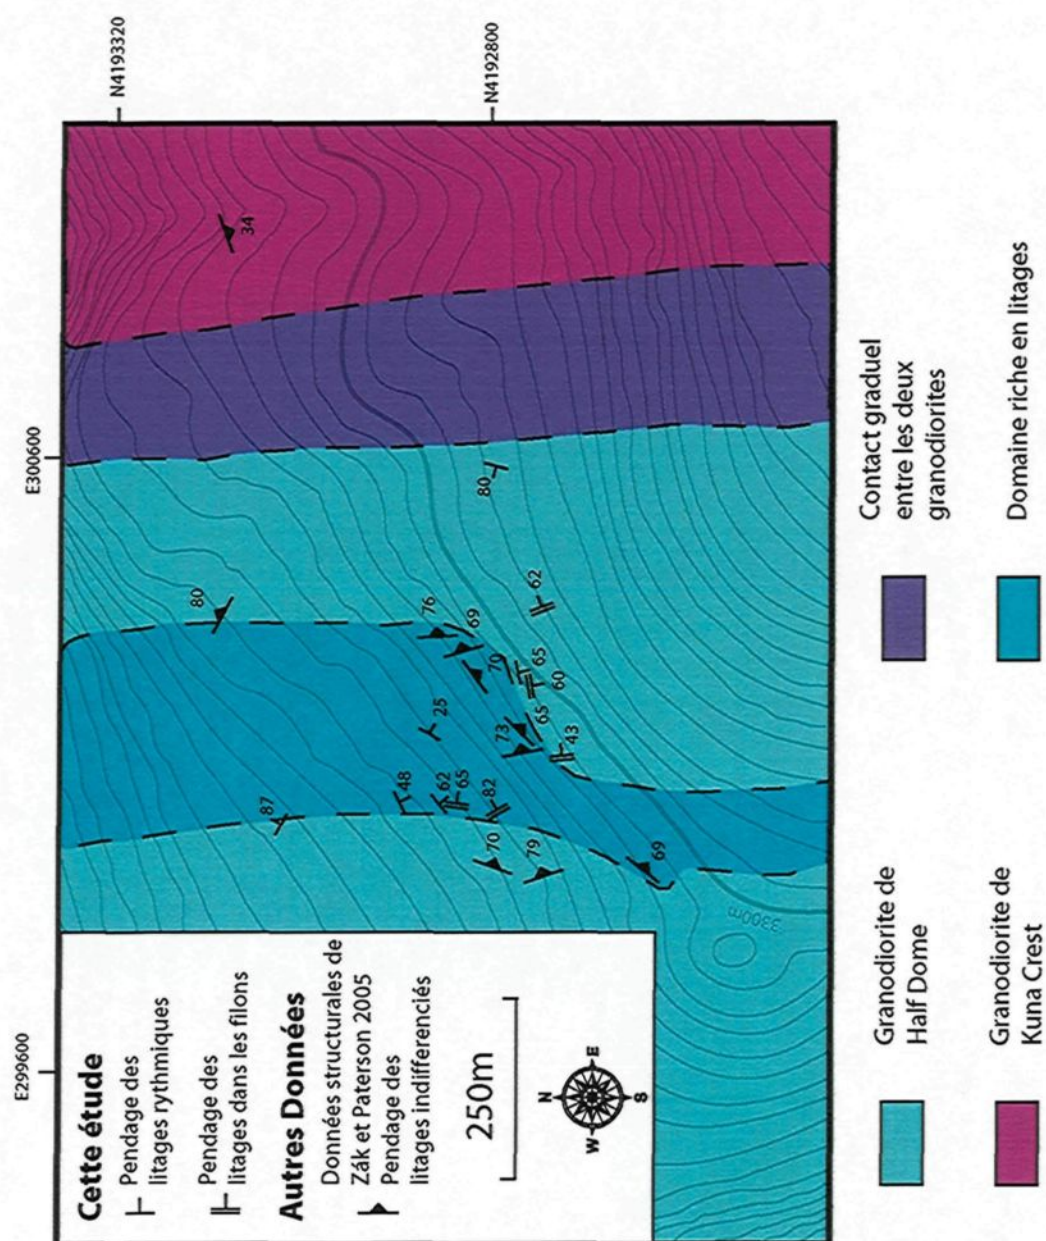 N4193320
N4192800
E300600
E299600
34
80
80
76
69
62
70
65
60
25
65
73
43
48
62
65
82
87
70
79
69
3300m
Cette étude
Pendage des
litages rythmiques
Pendage des
litages dans les filons
Autres Données
Données structurales de
Zák et Paterson 2005
Pendage des
litages indifferenciés
250m
N
W
E
S
Granodiorite de
Half Dome
Contact graduel
entre les deux
granodiorites
Granodiorite de
Kuna Crest
Domaine riche en litages